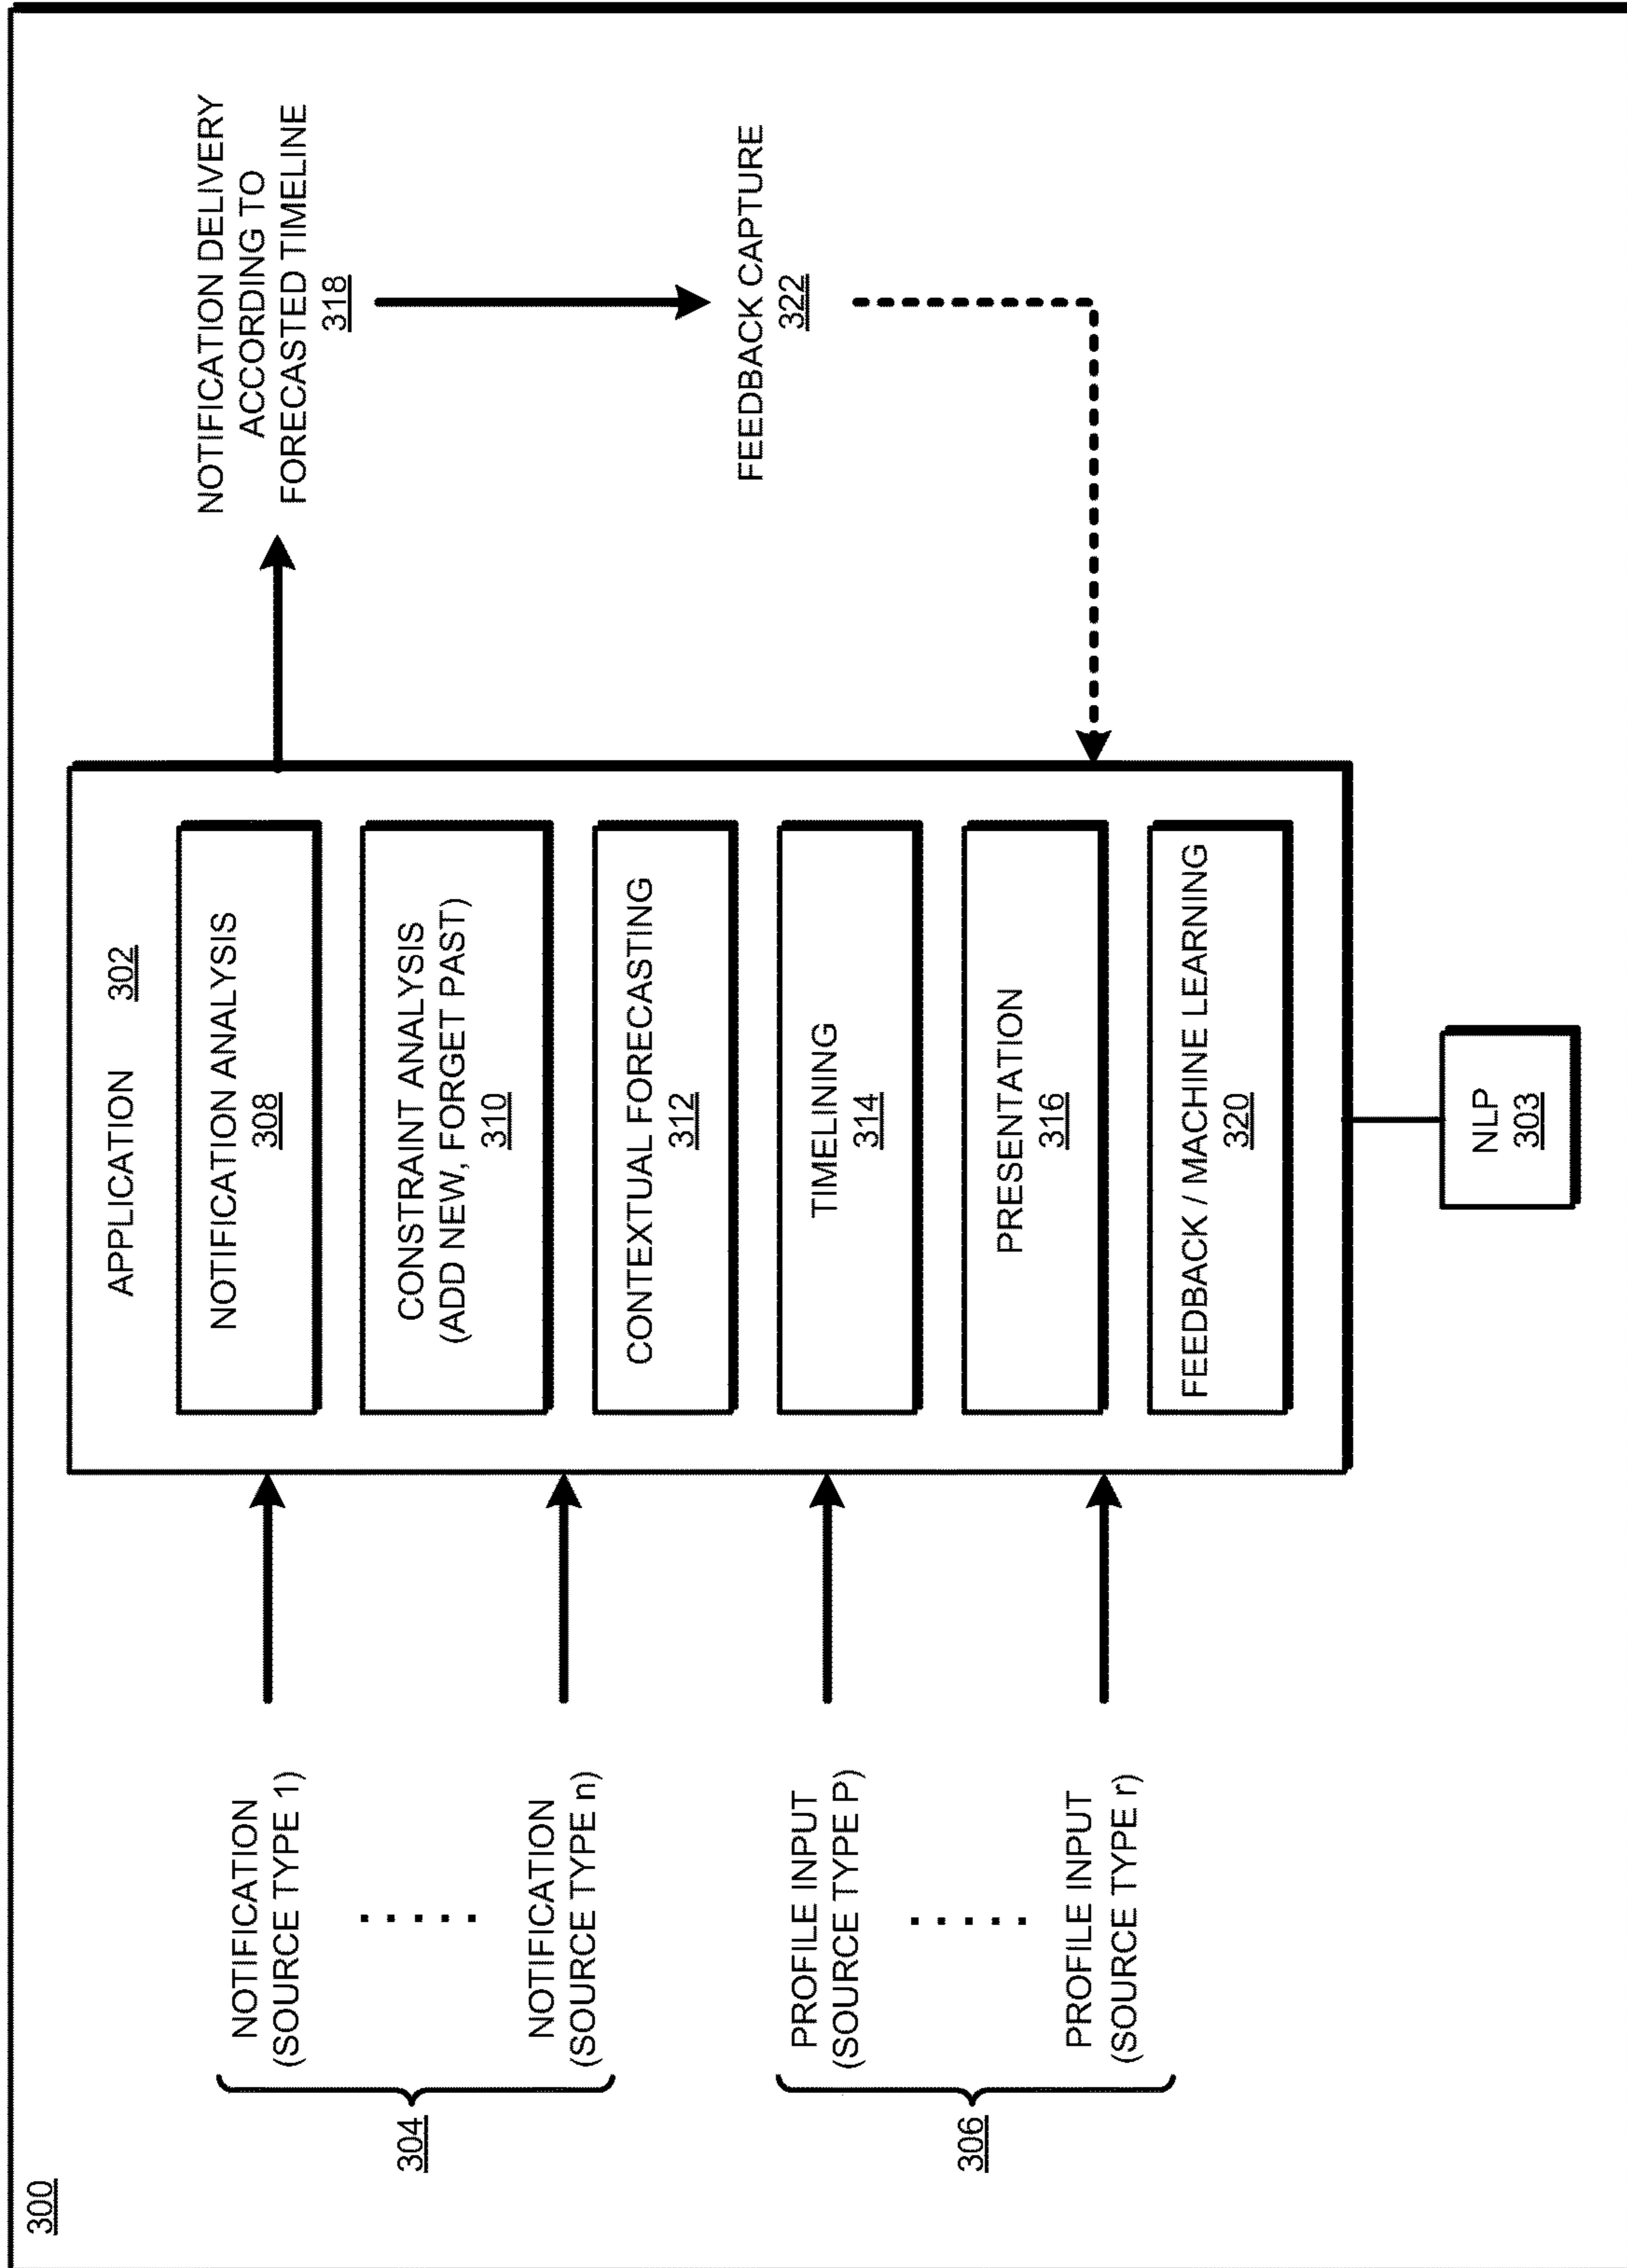 300
NOTIFICATION
(SOURCE TYPE 1)
.....
NOTIFICATION
(SOURCE TYPE n)
304
PROFILE INPUT
(SOURCE TYPE P)
.....
PROFILE INPUT
(SOURCE TYPE r)
306
APPLICATION 302
NOTIFICATION ANALYSIS
308
CONSTRAINT ANALYSIS
(ADD NEW, FORGET PAST)
310
CONTEXTUAL FORECASTING
312
TIMELINING
314
PRESENTATION
316
FEEDBACK / MACHINE LEARNING
320
NLP
303
NOTIFICATION DELIVERY
ACCORDING TO
FORECASTED TIMELINE
318
FEEDBACK CAPTURE
322